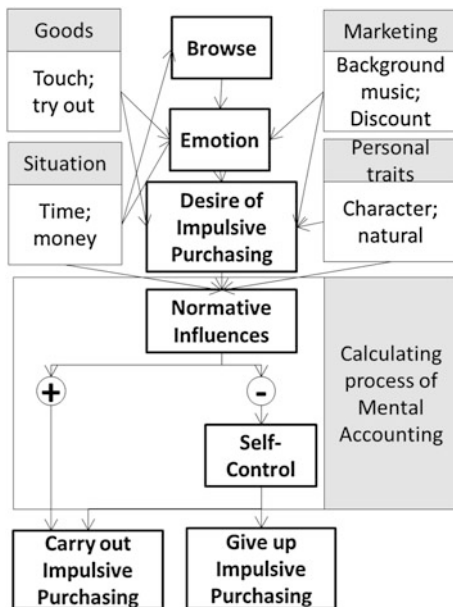 Goods
Touch;
try out
Situation
Time;
money
Browse
Emotion
Desire of
Impulsive
Purchasing
Marketing
Background
music;
Discount
Personal
traits
Character;
natural
Normative
Influences
+
-
Self-
Control
Calculating
process of
Mental
Accounting
Carry out
Impulsive
Purchasing
Give up
Impulsive
Purchasing